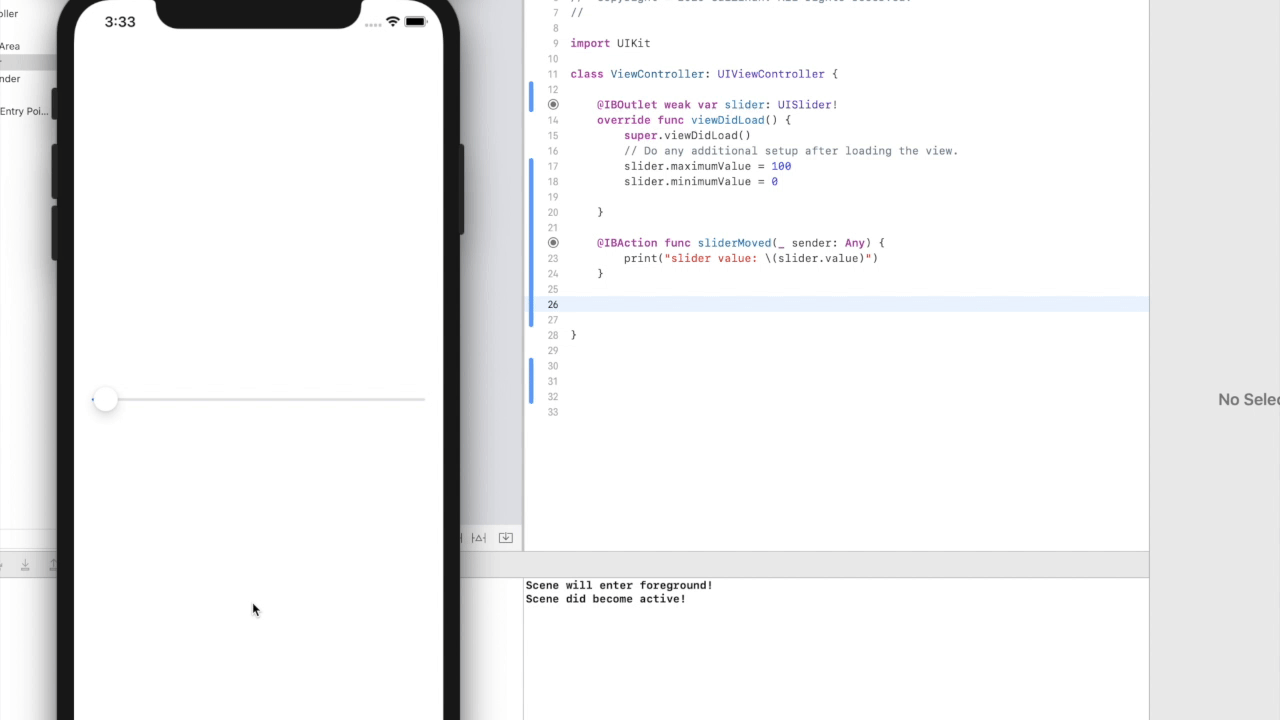 3:33
oller
Area
nder
Entry Poi...
7 //
8
9 import UIKit
10
11 class ViewController: UIViewController {
12
@IBOutlet weak var slider: UISlider!
14 override func viewDidLoad() {
15 super.viewDidLoad()
16 // Do any additional setup after loading the view.
17 slider.maximumValue = 100
18 slider.minimumValue = 0
19
20 }
21
@IBAction func sliderMoved(_ sender: Any) {
23 print("slider value: \(slider.value)")
24 }
25
26
27
28 }
29
30
31
32
33
No Selec
Scene will enter foreground!
Scene did become active!